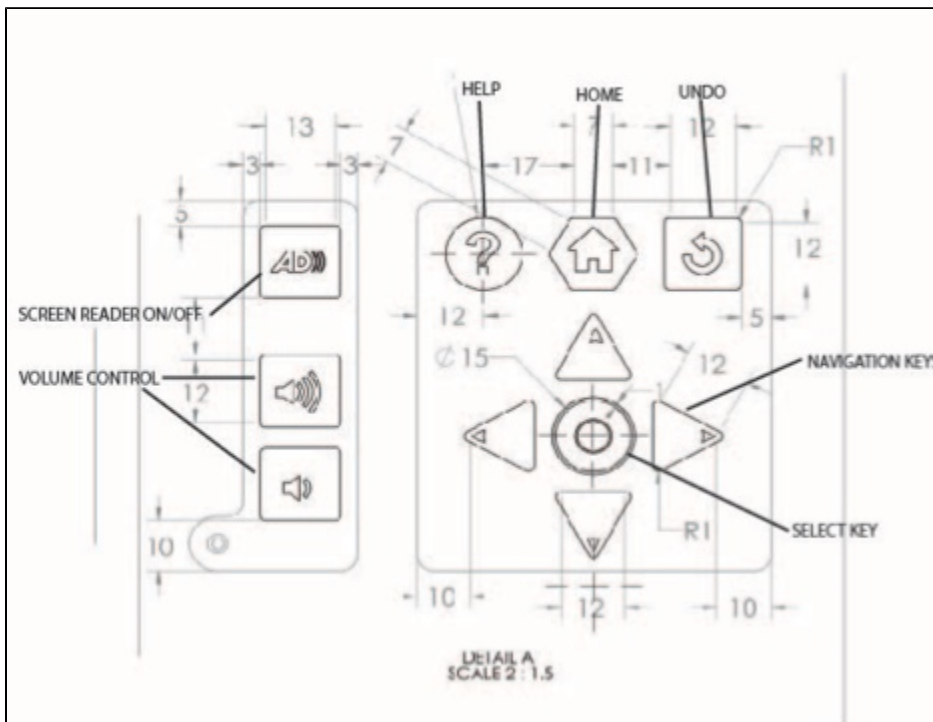 HELP
HOME
UNDO
13
7
12
3
3
7
17
11
R1
12
AD
12
5
SCREEN READER ON/OFF
⌀ 15
1
12
NAVIGATION KEYS
VOLUME CONTROL
12
10
R1
SELECT KEY
10
12
10
DETAIL A
SCALE 2 : 1.5